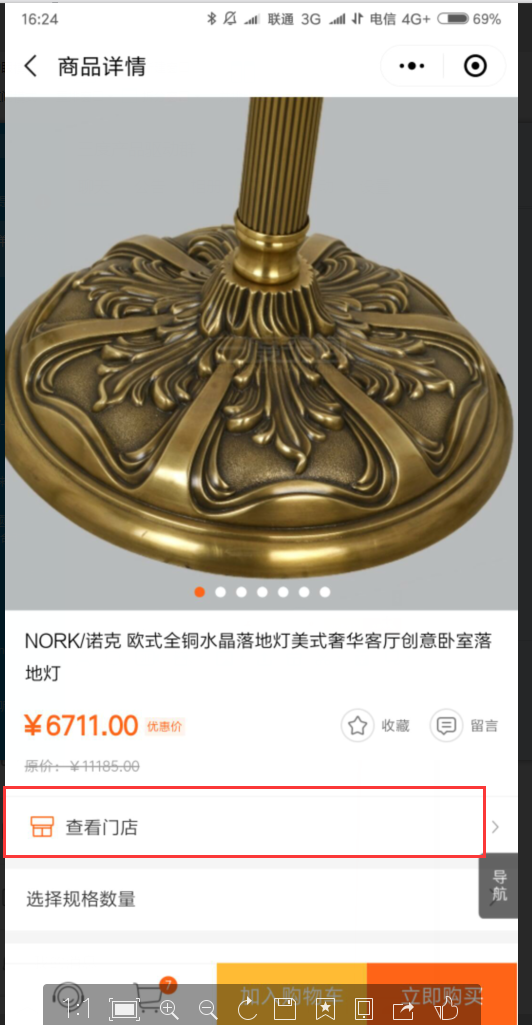 16:24 联通 3G 电信 4G+ 69%
商品详情
NORK/诺克 欧式全铜水晶落地灯美式奢华客厅创意卧室落
地灯
¥6711.00 优惠价 收藏 留言
原价：¥11185.00
查看门店
导
航
选择规格数量
7
1:1 加入购物车 立即购买